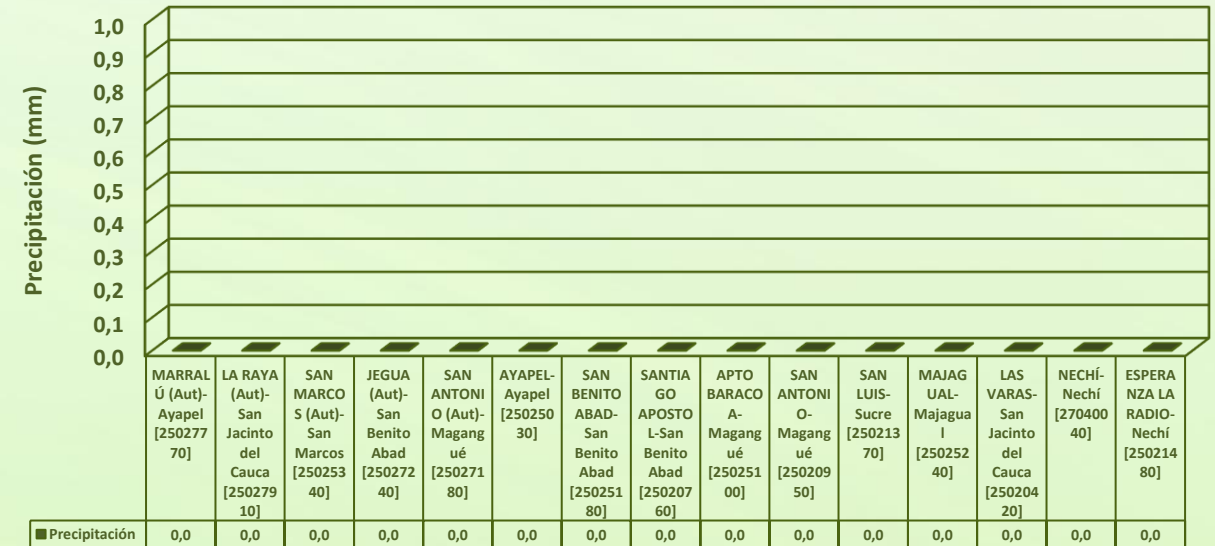 Precipitación (mm)
1,0
0,9
0,8
0,7
0,6
0,5
0,4
0,3
0,2
0,1
0,0
MARRAL
Ú (Aut)-
Ayapel
[250277
70]
LA RAYA
(Aut)-
San
Jacinto
del
Cauca
[250279
10]
SAN
MARCO
S (Aut)-
San
Marcos
[250253
40]
JEGUA
(Aut)-
San
Benito
Abad
[250272
40]
SAN
ANTONI
O (Aut)-
Magang
ué
[250271
80]
AYAPEL-
Ayapel
[250250
30]
SAN
BENITO
ABAD-
San
Benito
Abad
[250251
80]
SANTIA
GO
APOSTO
L-San
Benito
Abad
[250207
60]
APTO
BARACO
A-
Magang
ué
[250251
00]
SAN
ANTONI
O-
Magang
ué
[250209
50]
SAN
LUIS-
Sucre
[250213
70]
MAJAG
UAL-
Majagua
l
[250252
40]
LAS
VARAS-
San
Jacinto
del
Cauca
[250204
20]
NECHÍ-
Nechí
[270400
40]
ESPERA
NZA LA
RADIO-
Nechí
[250214
80]
Precipitación 0,0 0,0 0,0 0,0 0,0 0,0 0,0 0,0 0,0 0,0 0,0 0,0 0,0 0,0 0,0